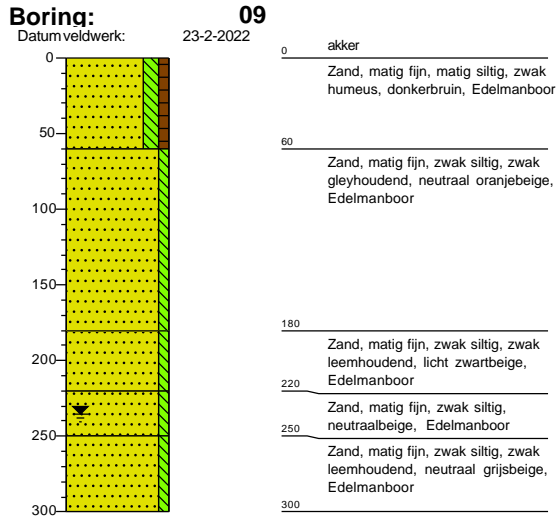 Boring: 09
Datum veldwerk: 23-2-2022
0
50
100
150
200
250
300
0 akker
Zand, matig fijn, matig siltig, zwak
humeus, donkerbruin, Edelmanboor
60
Zand, matig fijn, zwak siltig, zwak
gleyhoudend, neutraal oranjebeige,
Edelmanboor
180
Zand, matig fijn, zwak siltig, zwak
leemhoudend, licht zwartbeige,
Edelmanboor
220
Zand, matig fijn, zwak siltig,
neutraalbeige, Edelmanboor
250
Zand, matig fijn, zwak siltig, zwak
leemhoudend, neutraal grijsbeige,
Edelmanboor
300